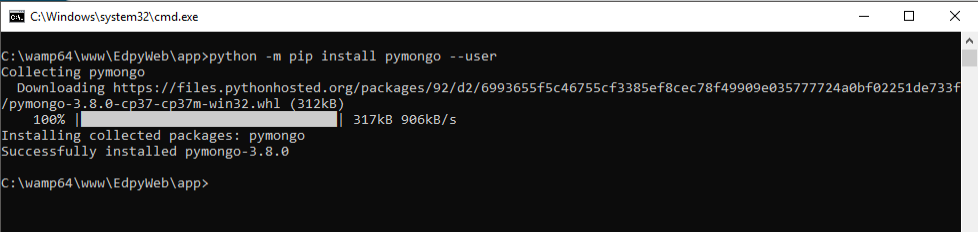 C:\Windows\system32\cmd.exe
C:\wamp64\www\EdpyWeb\app>python -m pip install pymongo --user
Collecting pymongo
  Downloading https://files.pythonhosted.org/packages/92/d2/6993655f5c46755cf3385ef8cec78f49909e035777724a0bf02251de733f
/pymongo-3.8.0-cp37-cp37m-win32.whl (312kB)
    100% || 317kB 906kB/s
Installing collected packages: pymongo
Successfully installed pymongo-3.8.0
C:\wamp64\www\EdpyWeb\app>